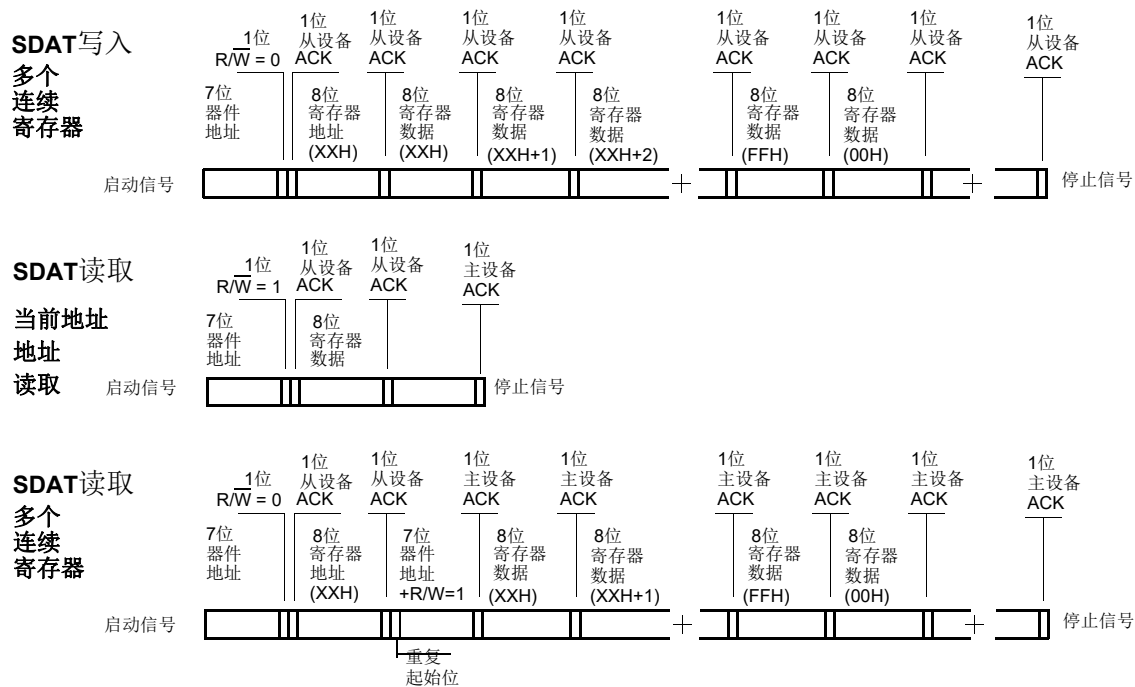 SDAT写入
多个
连续
寄存器
1位
R/W = 0
1位
从设备
ACK
1位
从设备
ACK
1位
从设备
ACK
1位
从设备
ACK
1位
从设备
ACK
1位
从设备
ACK
1位
从设备
ACK
1位
从设备
ACK
7位
器件
地址
8位
寄存器
地址
(XXH)
8位
寄存器
数据
(XXH)
8位
寄存器
数据
(XXH+1)
8位
寄存器
数据
(XXH+2)
8位
寄存器
数据
(FFH)
8位
寄存器
数据
(00H)
启动信号
停止信号
SDAT读取
当前地址
地址
读取
1位
R/W = 1
1位
从设备
ACK
1位
从设备
ACK
1位
主设备
ACK
7位
器件
地址
8位
寄存器
数据
启动信号
停止信号
SDAT读取
多个
连续
寄存器
1位
R/W = 0
1位
从设备
ACK
1位
从设备
ACK
1位
主设备
ACK
1位
主设备
ACK
1位
主设备
ACK
1位
主设备
ACK
1位
主设备
ACK
1位
主设备
ACK
7位
器件
地址
8位
寄存器
地址
(XXH)
7位
器件
地址
+R/W=1
8位
寄存器
数据
(XXH)
8位
寄存器
数据
(XXH+1)
8位
寄存器
数据
(FFH)
8位
寄存器
数据
(00H)
启动信号
停止信号
重复
起始位